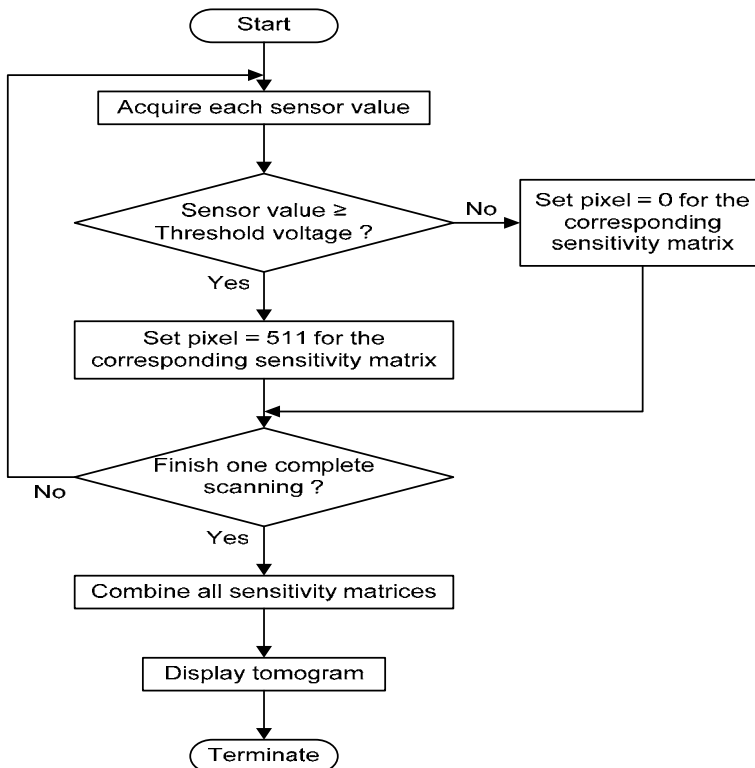 Start
Acquire each sensor value
Sensor value ≥
Threshold voltage ?
No
Set pixel = 0 for the
corresponding
sensitivity matrix
Yes
Set pixel = 511 for the
corresponding sensitivity matrix
Finish one complete
scanning ?
No
Yes
Combine all sensitivity matrices
Display tomogram
Terminate